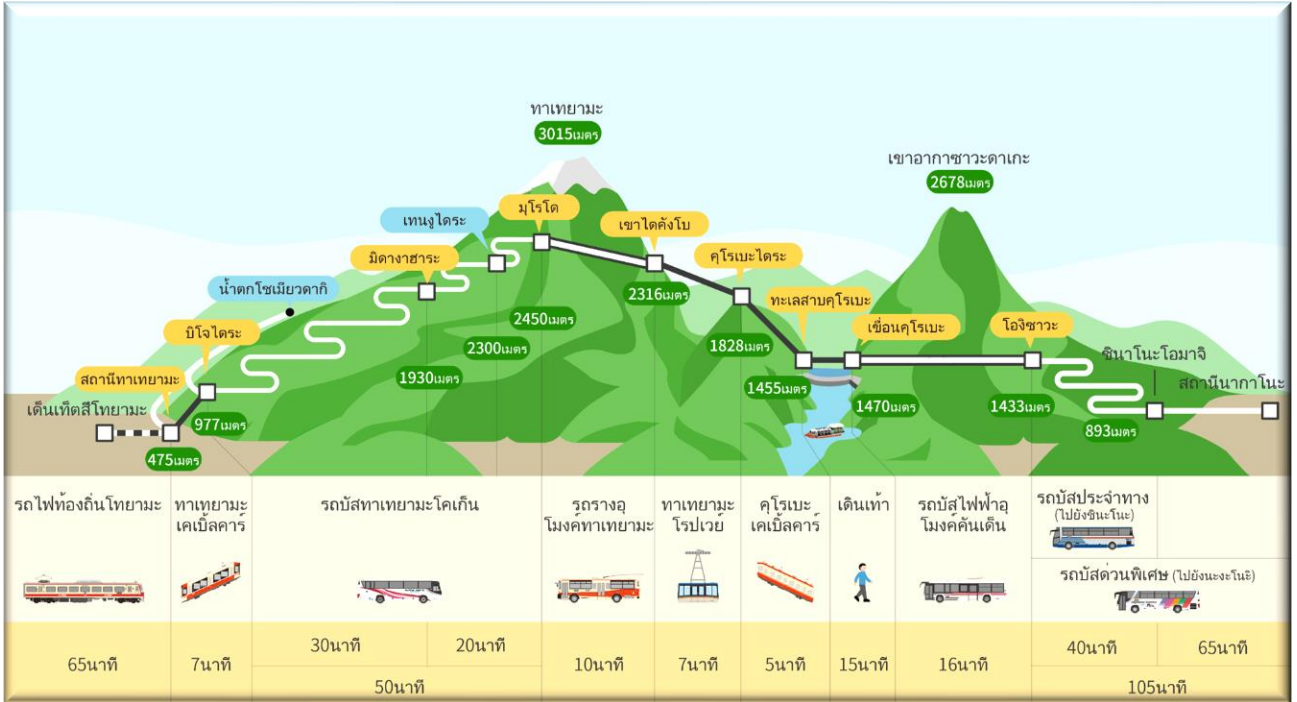 ทาเทยามะ
3015เมตร
เขาอากาซาวะดาเกะ
2678เมตร
มุโรโด
เทนงูไดระ
เขาไดคังโบ
มิดางาฮาระ
คุโรเบะไดระ
น้ำตกโชเมียวดากิ
2316เมตร
ทะเลสาบคุโรเบะ
2450เมตร
บิโจไดระ
เขื่อนคุโรเบะ
โองิซาวะ
2300เมตร
1828เมตร
ชินาโนะโอมาจิ
สถานีทาเทยามะ
1930เมตร
1455เมตร
สถานีนากาโนะ
เด็นเท็ตสึโทยามะ
1470เมตร
1433เมตร
977เมตร
893เมตร
475เมตร
รถไฟท้องถิ่นโทยามะ
ทาเทยามะ
เคเบิ้ลคาร์
รถบัสทาเทยามะโคเก็น
รถรางอุ
โมงค์ทาเทยามะ
ทาเทยามะ
โรปเวย์
คุโรเบะ
เคเบิ้ลคาร์
เดินเท้า
รถบัสไฟฟ้าอุ
โมงค์คันเด็น
รถบัสประจำทาง
(ไปยังชินะโนะ)
รถบัสด่วนพิเศษ (ไปยังนะงะโนะ)
65นาที
7นาที
30นาที
20นาที
50นาที
10นาที
7นาที
5นาที
15นาที
16นาที
40นาที
65นาที
105นาที